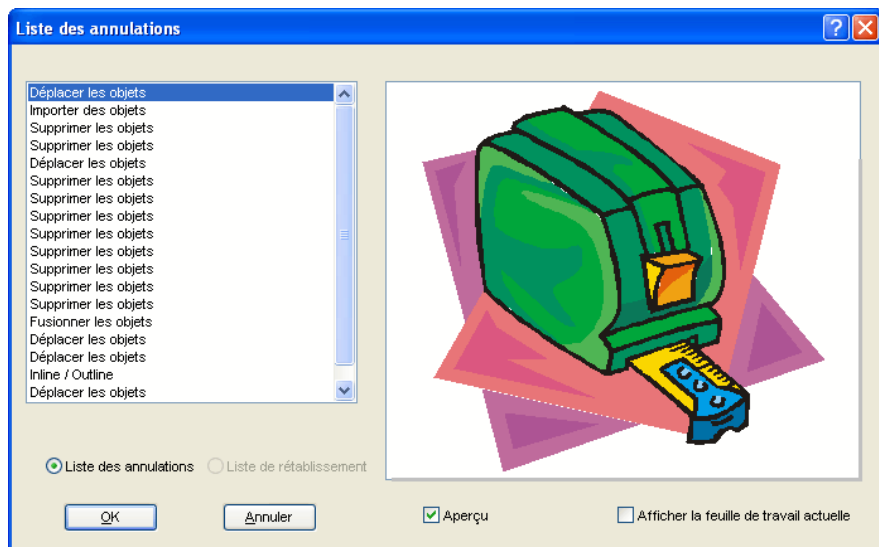 Liste des annulations
Déplacer les objets
Importer des objets
Supprimer les objets
Supprimer les objets
Déplacer les objets
Supprimer les objets
Supprimer les objets
Supprimer les objets
Supprimer les objets
Supprimer les objets
Supprimer les objets
Supprimer les objets
Supprimer les objets
Fusionner les objets
Déplacer les objets
Déplacer les objets
Inline / Outline
Déplacer les objets
Liste des annulations Liste de rétablissement
OK Annuler Aperçu Afficher la feuille de travail actuelle